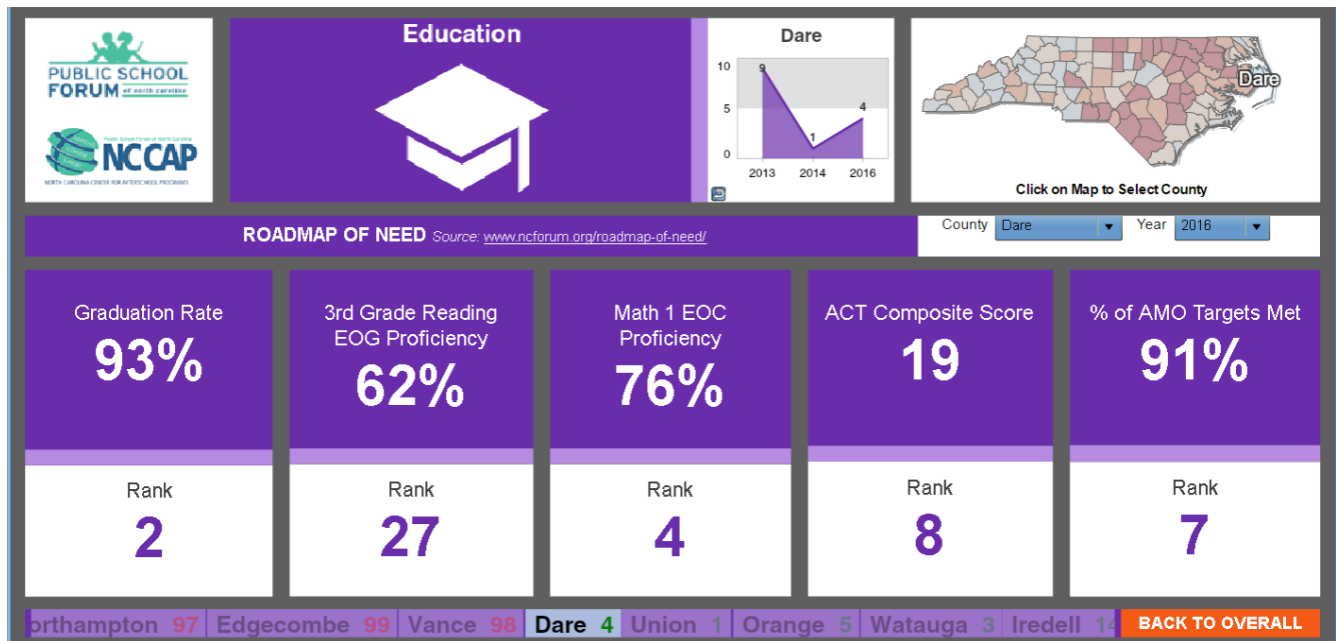 PUBLIC SCHOOL
FORUM of north carolina
NCCAP
NORTH CAROLINA CENTER FOR AFTERSCHOOL PROGRAMS
Education
Dare
10
5
0
9
1
4
2013 2014 2016
Dare
Click on Map to Select County
ROADMAP OF NEED Source: www.ncforum.org/roadmap-of-need/
County Dare Year 2016
Graduation Rate
93%
Rank
2
3rd Grade Reading
EOG Proficiency
62%
Rank
27
Math 1 EOC
Proficiency
76%
Rank
4
ACT Composite Score
19
Rank
8
% of AMO Targets Met
91%
Rank
7
orthampton 97 Edgecombe 99 Vance 98 Dare 4 Union 1 Orange 5 Watauga 3 Iredell 14 BACK TO OVERALL